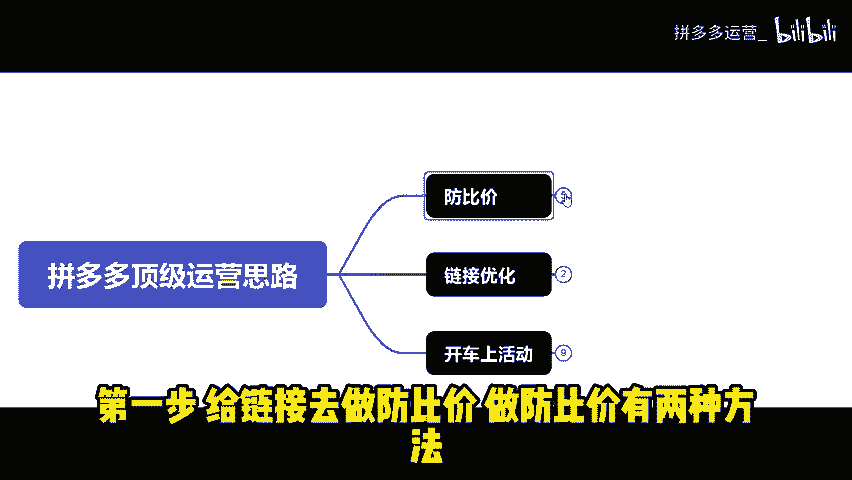 拼多多运营_ bilibili
防比价
拼多多顶级运营思路
链接优化
2
开车上活动
9
第一步 给链接去做防比价 做防比价有两种方
法